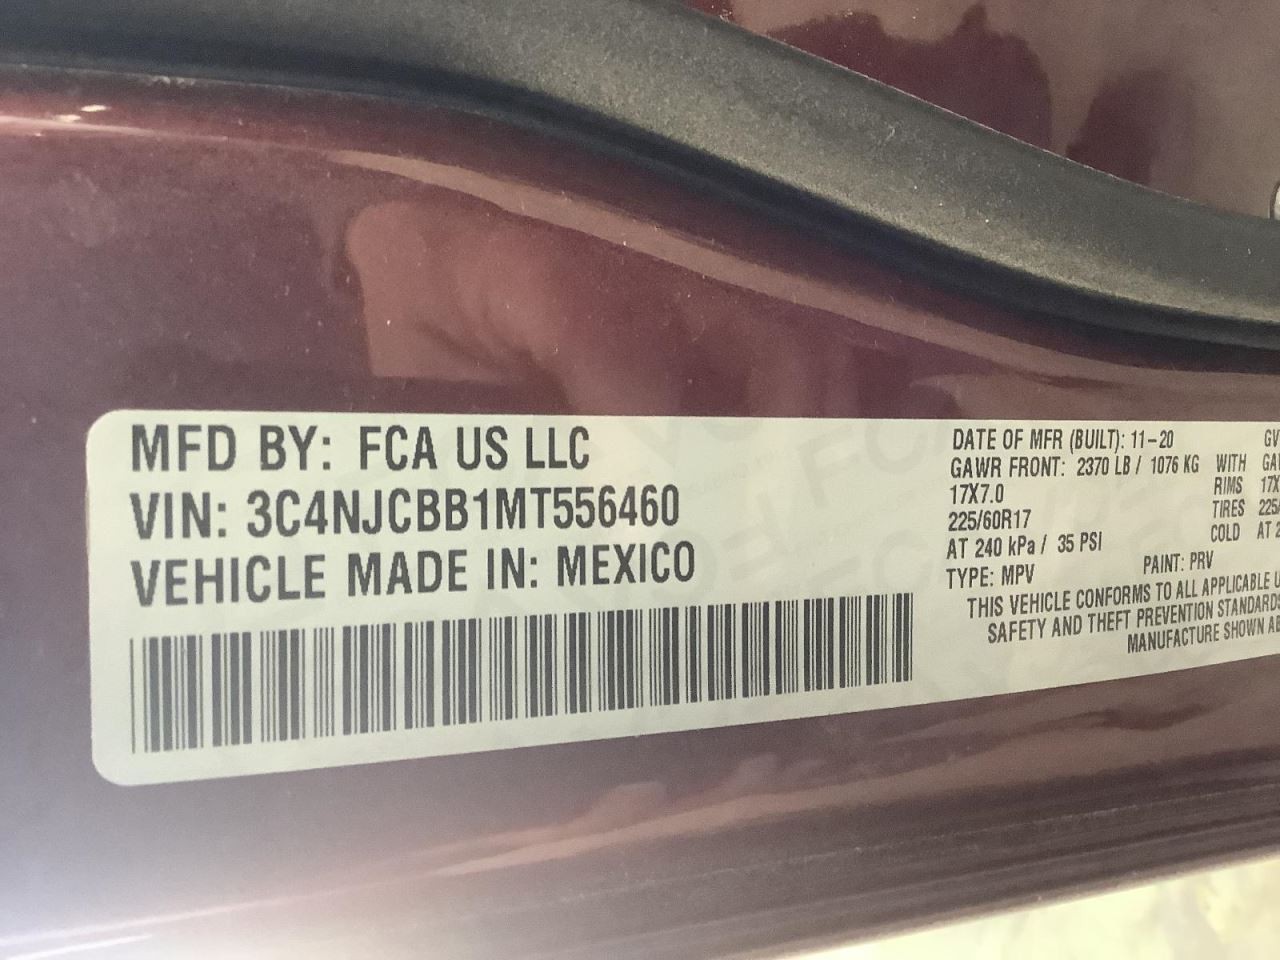 MFD BY: FCA US LLC
VIN: 3C4NJCBB1MT556460
VEHICLE MADE IN: MEXICO
DATE OF MFR (BUILT): 11-20
GAWR FRONT: 2370 LB / 1076 KG WITH
17X7.0 RIMS
225/60R17 TIRES
AT 240 kPa / 35 PSI COLD AT
TYPE: MPV PAINT: PRV
THIS VEHICLE CONFORMS TO ALL APPLICABLE
SAFETY AND THEFT PREVENTION STANDARDS
MANUFACTURE SHOWN